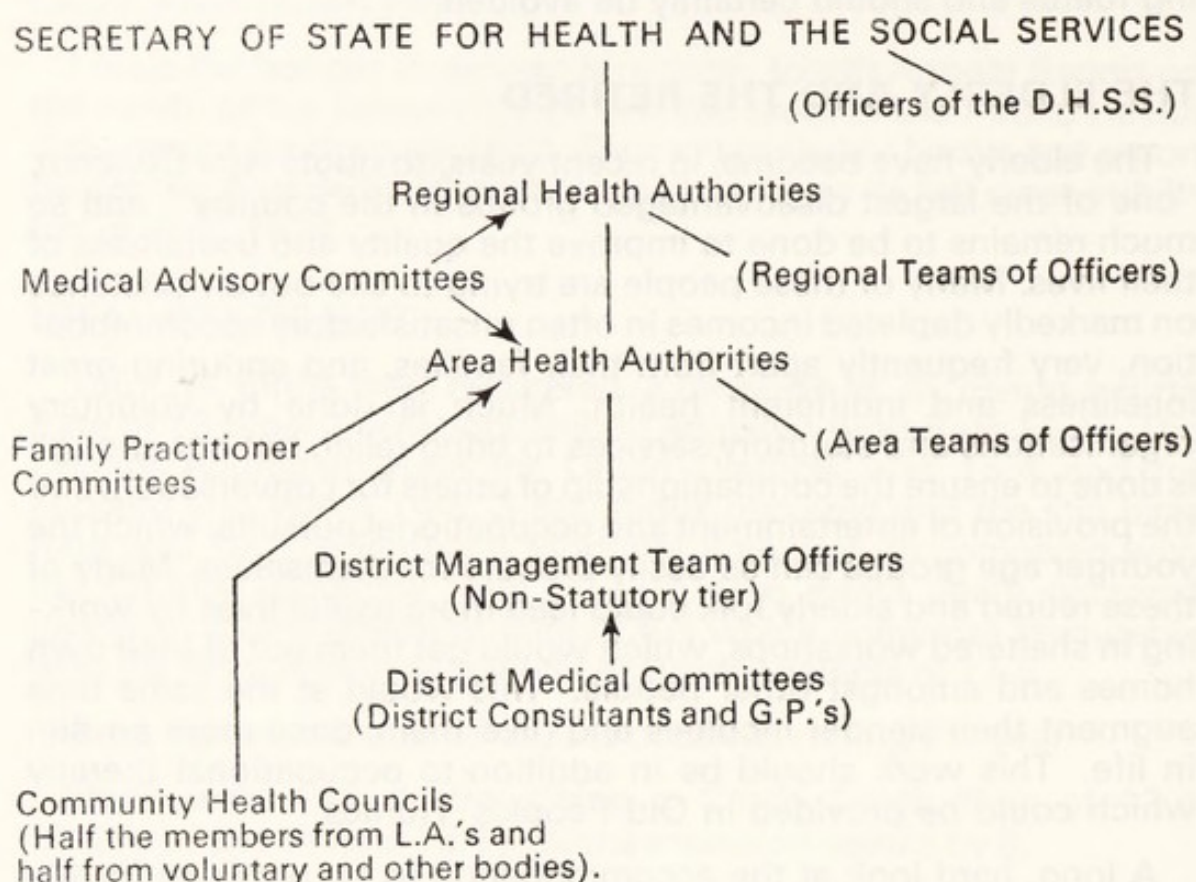 SECRETARY OF STATE FOR HEALTH AND THE SOCIAL SERVICES
(Officers of the D.H.S.S.)
Regional Health Authorities
Medical Advisory Committees
(Regional Teams of Officers)
Area Health Authorities
Family Practitioner
Committees
(Area Teams of Officers)
District Management Team of Officers
(Non-Statutory tier)
District Medical Committees
(District Consultants and G.P.'s)
Community Health Councils
(Half the members from L.A.'s and
half from voluntary and other bodies).